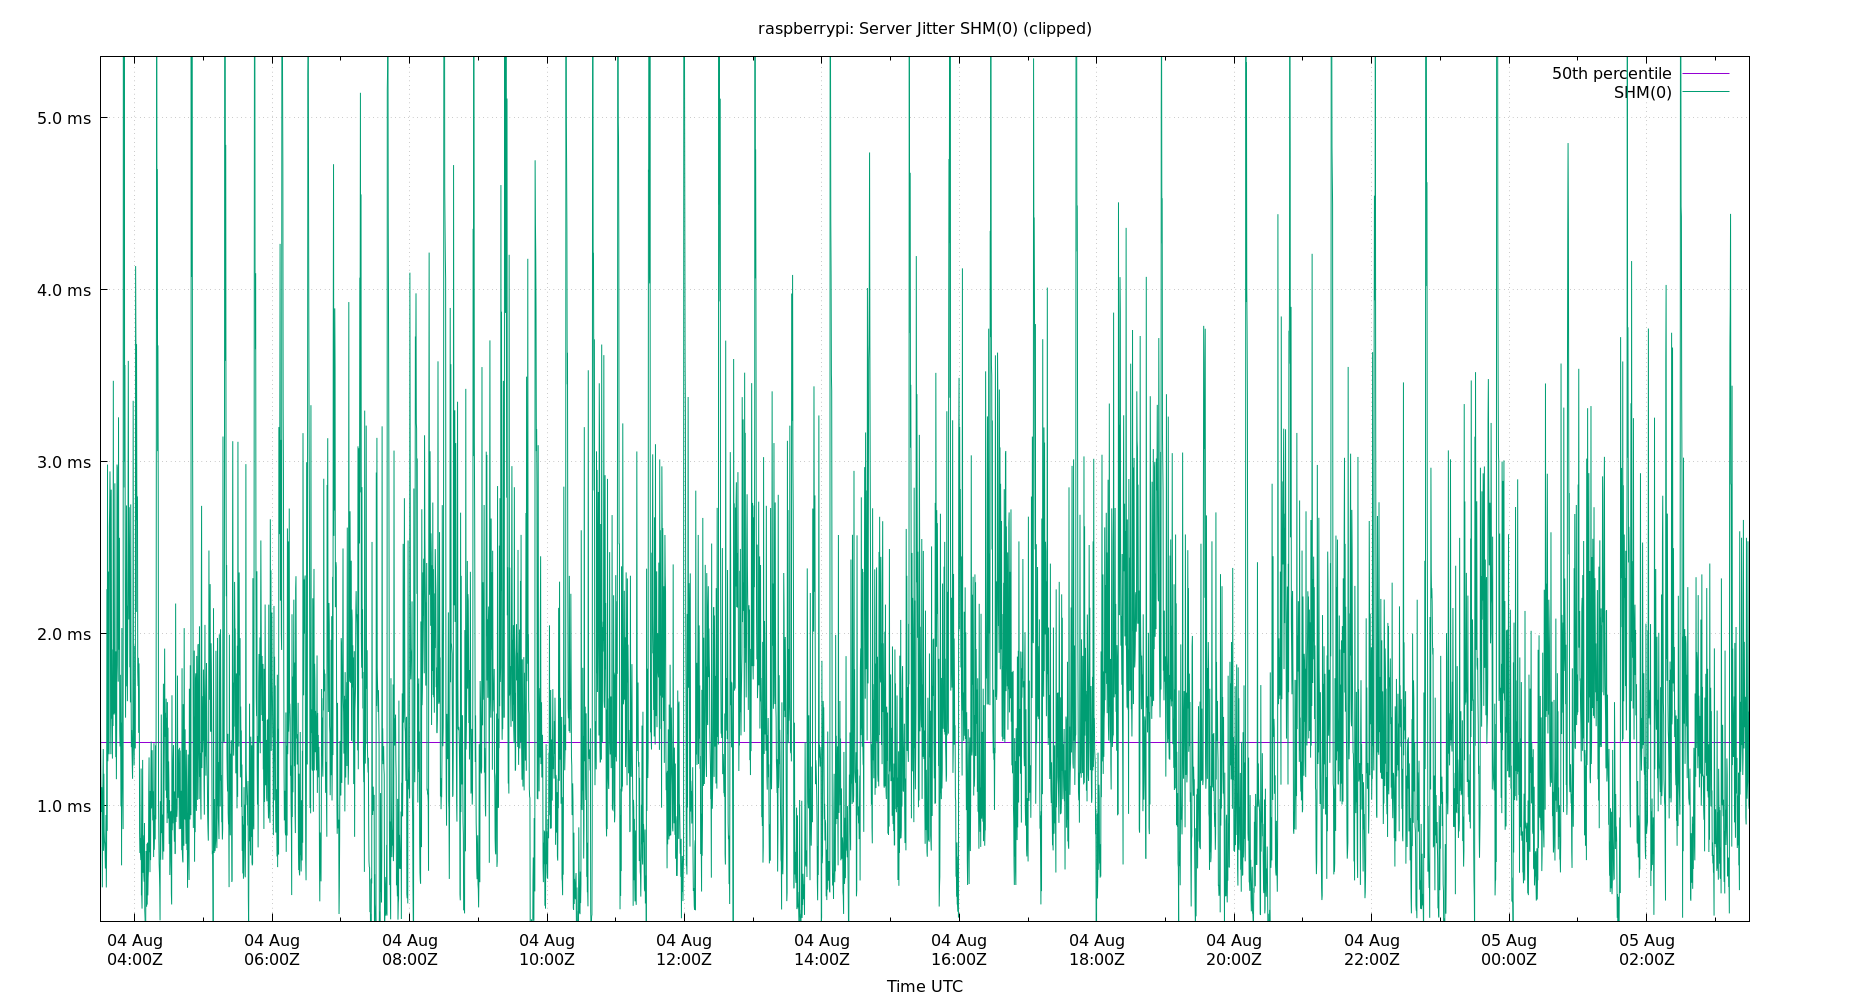 raspberrypi: Server Jitter SHM(0) (clipped)
50th percentile
SHM(0)
5.0 ms
4.0 ms
3.0 ms
2.0 ms
1.0 ms
04 Aug 04 Aug 04 Aug 04 Aug 04 Aug 04 Aug 04 Aug 04 Aug 04 Aug 04 Aug 05 Aug 05 Aug
04:00Z 06:00Z 08:00Z 10:00Z 12:00Z 14:00Z 16:00Z 18:00Z 20:00Z 22:00Z 00:00Z 02:00Z
Time UTC